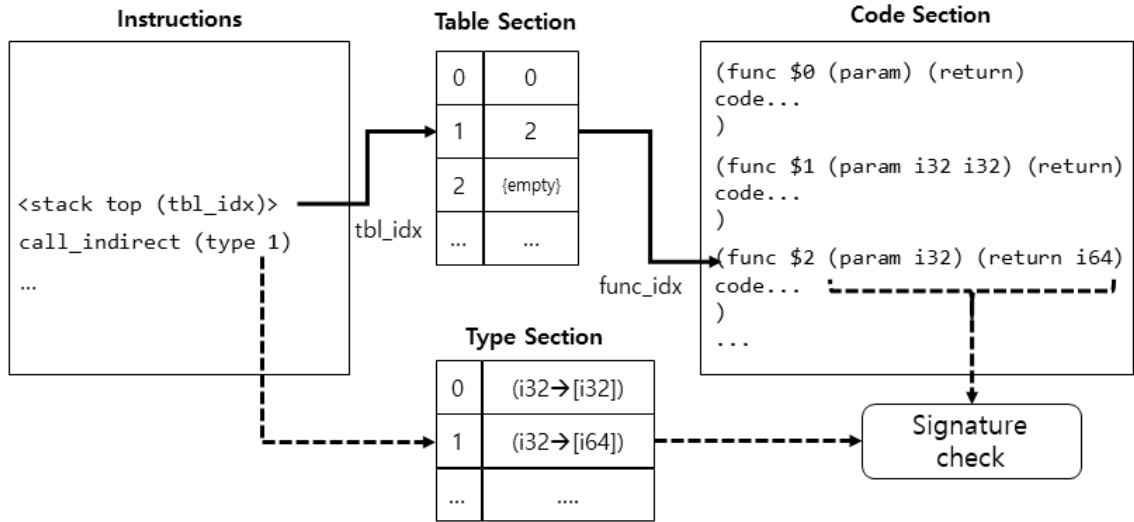 Instructions
<stack top (tbl_idx)>
call_indirect (type 1)
...
tbl_idx
Table Section
0 0
1 2
2 {empty}
... ...
func_idx
Code Section
(func $0 (param) (return)
code...
)
(func $1 (param i32 i32) (return)
code...
)
(func $2 (param i32) (return i64)
code...
)
...
Type Section
0 (i32→[i32])
1 (i32→[i64])
... ....
Signature
check